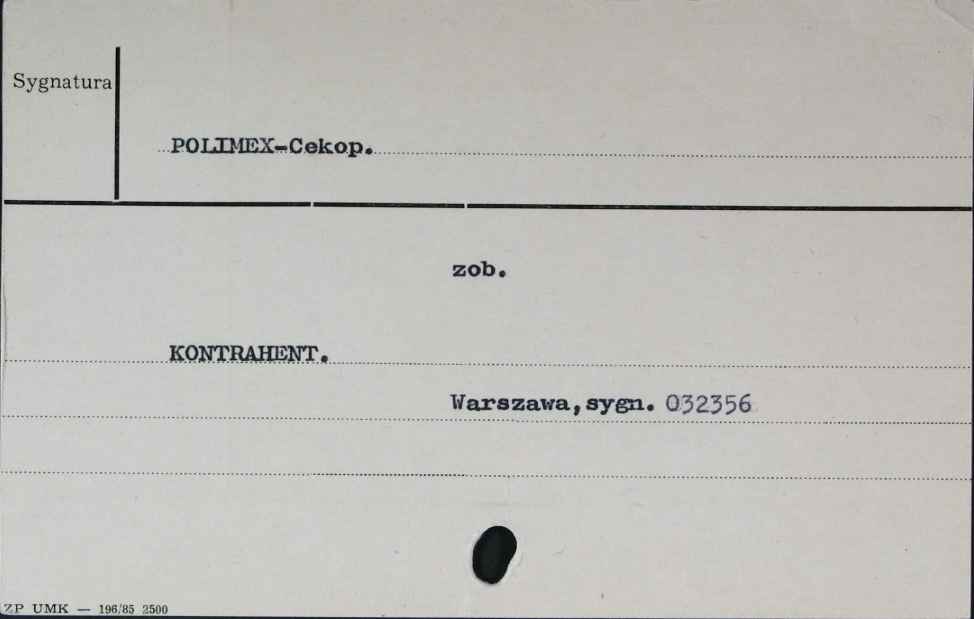 Sygnatura
POLIMEX-Cekop.
zob.
KONTRAHENT.
Warszawa,sygn. 032356
ZP UMK — 196/85 2500